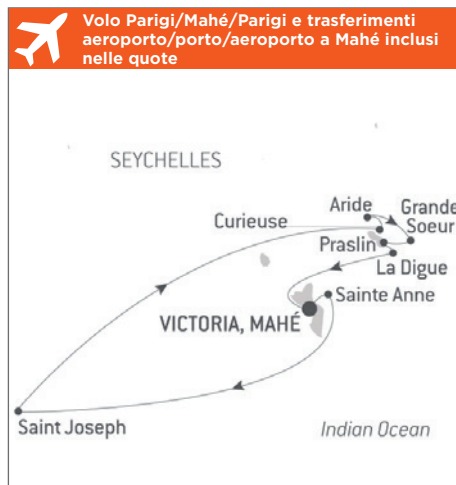 Volo Parigi/Mahé/Parigi e trasferimenti
aeroporto/porto/aeroporto a Mahé inclusi
nelle quote
SEYCHELLES
Aride
Grande
Soeur
Curieuse
Praslin
La Digue
Sainte Anne
VICTORIA, MAHÉ
Saint Joseph
Indian Ocean